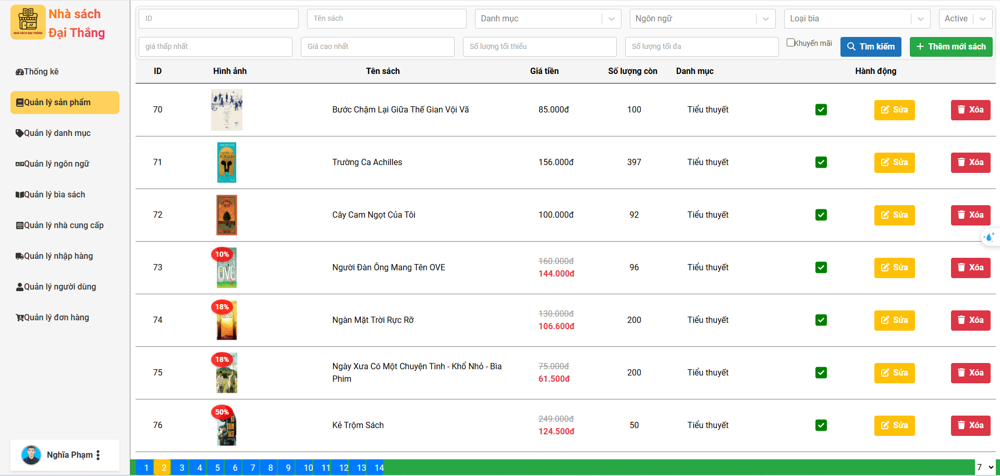 Nhà sách
Đại Thắng
NHÀ SÁCH ĐẠI THẮNG
ID
Tên sách
Danh mục
Ngôn ngữ
Loại bìa
Active
giá thấp nhất
Giá cao nhất
Số lượng tối thiểu
Số lượng tối đa
Khuyến mãi
Tìm kiếm
Thêm mới sách
Thống kê
Quản lý sản phẩm
Quản lý danh mục
Quản lý ngôn ngữ
Quản lý bìa sách
Quản lý nhà cung cấp
Quản lý nhập hàng
Quản lý người dùng
Quản lý đơn hàng
Nghĩa Phạm
ID Hình ảnh Tên sách Giá tiền Số lượng còn Danh mục Hành động
70 Bước Chậm Lại Giữa Thế Gian Vội Vã 85.000đ 100 Tiểu thuyết Sửa Xóa
TRƯỜNG CA
ACHILLES
71 Trường Ca Achilles 156.000đ 397 Tiểu thuyết Sửa Xóa
72 Cây Cam Ngọt Của Tôi 100.000đ 92 Tiểu thuyết Sửa Xóa
10%
OVE
160.000đ
73 Người Đàn Ông Mang Tên OVE 144.000đ 96 Tiểu thuyết Sửa Xóa
18%
130.000đ
74 Ngàn Mặt Trời Rực Rỡ 106.600đ 200 Tiểu thuyết Sửa Xóa
18%
75 Ngày Xưa Có Một Chuyện Tình - Khổ Nhỏ - Bìa 75.000đ 200 Tiểu thuyết Sửa Xóa
Phim 61.500đ
50%
249.000đ
76 Kẻ Trộm Sách 124.500đ 50 Tiểu thuyết Sửa Xóa
1 2 3 4 5 6 7 8 9 10 11 12 13 14
7